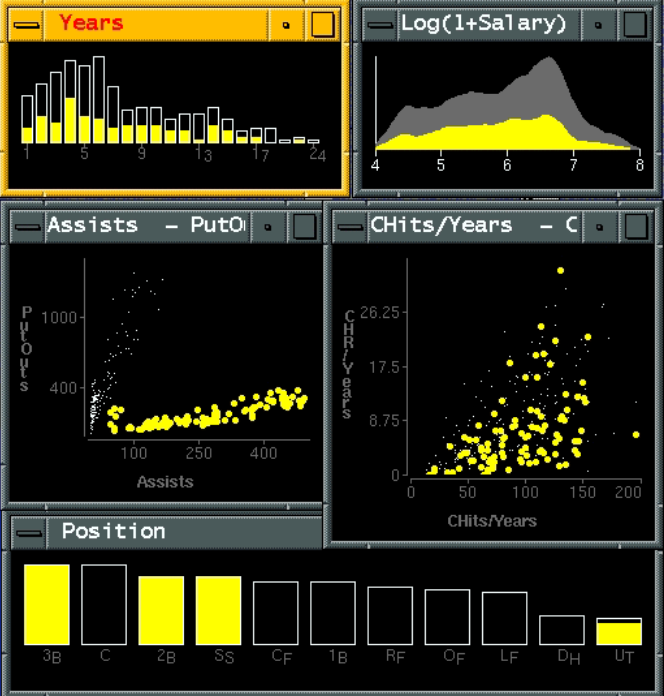 Years
Log(1+Salary)
1 5 9 13 17 24
4 5 6 7 8
Assists - PutO
CHits/Years - C
PutOuts
1000
400
100 250 400
Assists
CHR/Years
26.25
17.5
8.75
0
0 50 100 150 200
CHits/Years
Position
3B C 2B SS CF 1B RF OF LF DH UT